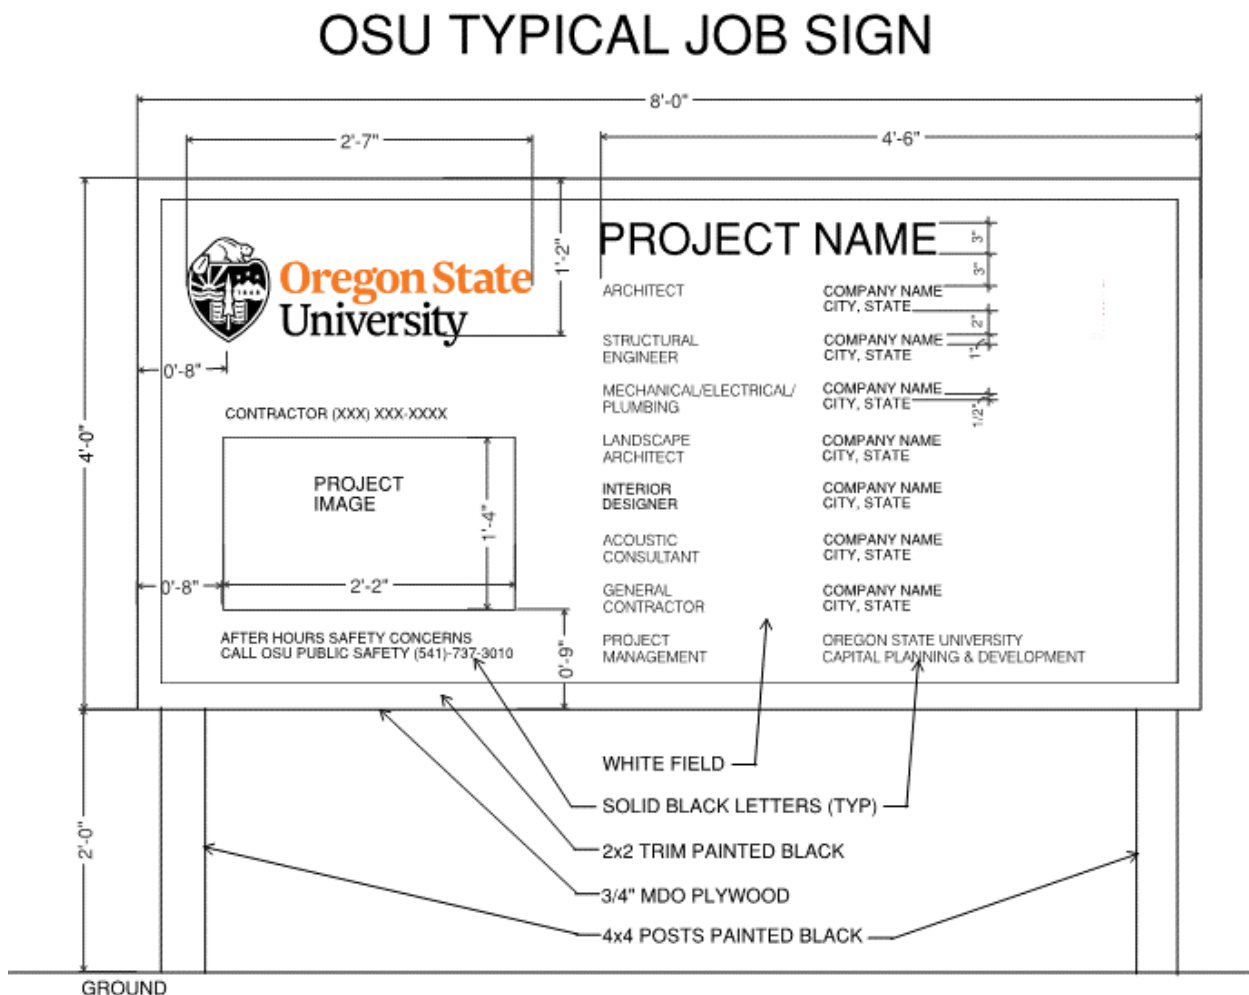 OSU TYPICAL JOB SIGN
8'-0"
2'-7"
4'-6"
PROJECT NAME
3"
3"
1'-2"
Oregon State
University
ARCHITECT
COMPANY NAME
CITY, STATE
2"
1"
STRUCTURAL
ENGINEER
COMPANY NAME
CITY, STATE
0'-8"
MECHANICAL/ELECTRICAL/
PLUMBING
COMPANY NAME
CITY, STATE
1/2"
CONTRACTOR (XXX) XXX-XXXX
4'-0"
LANDSCAPE
ARCHITECT
COMPANY NAME
CITY, STATE
PROJECT
IMAGE
1'-4"
INTERIOR
DESIGNER
COMPANY NAME
CITY, STATE
ACOUSTIC
CONSULTANT
COMPANY NAME
CITY, STATE
0'-8"
2'-2"
GENERAL
CONTRACTOR
COMPANY NAME
CITY, STATE
AFTER HOURS SAFETY CONCERNS
CALL OSU PUBLIC SAFETY (541)-737-3010
0'-9"
PROJECT
MANAGEMENT
OREGON STATE UNIVERSITY
CAPITAL PLANNING & DEVELOPMENT
WHITE FIELD
SOLID BLACK LETTERS (TYP)
2'-0"
2x2 TRIM PAINTED BLACK
3/4" MDO PLYWOOD
4x4 POSTS PAINTED BLACK
GROUND